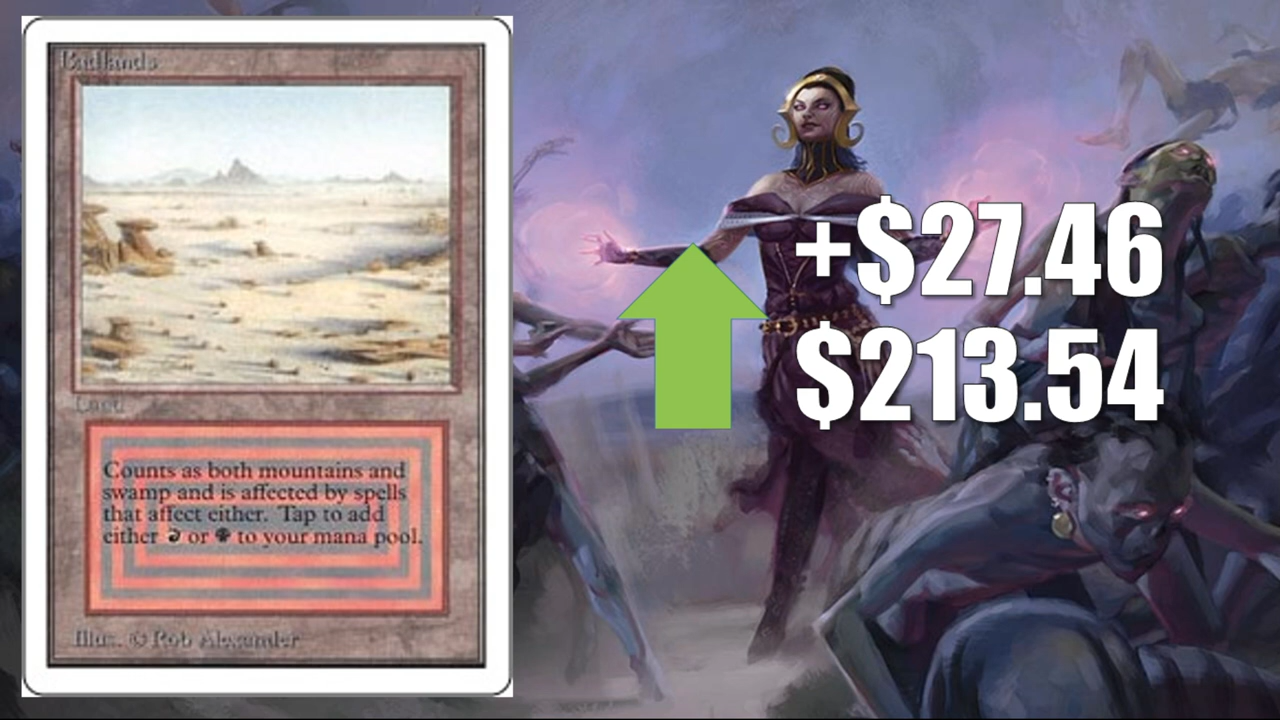 Badlands
Land
Counts as both mountains and
swamp and is affected by spells
that affect either. Tap to add
either or to your mana pool.
Illus. © Rob Alexander
+$27.46
$213.54